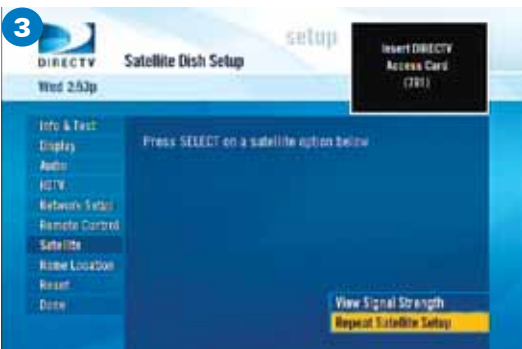 3
DIRECTV
Satellite Dish Setup
setup
Insert DIRECTV
Access Card
(701)
Wed 2:53p
Info & Test
Display
Audio
HDTV
Network Setup
Remote Control
Satellite
Name Location
Reset
Done
Press SELECT on a satellite option below
View Signal Strength
Repeat Satellite Setup